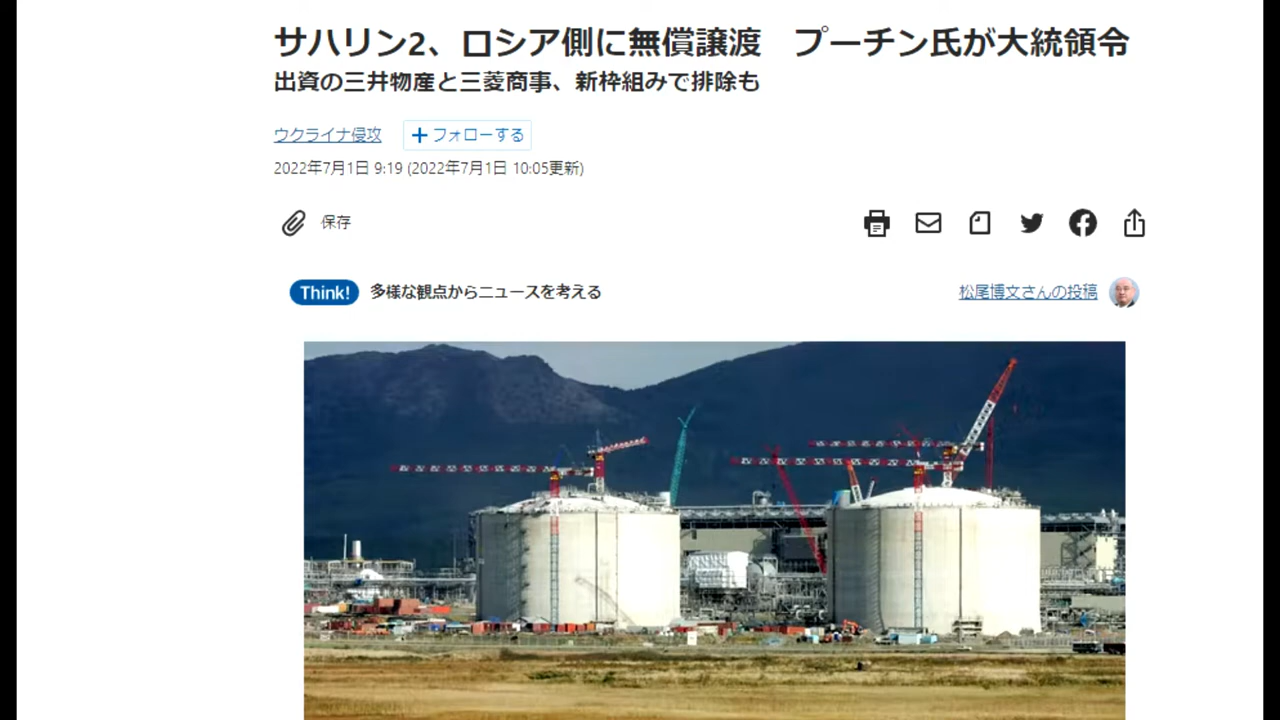 サハリン2、ロシア側に無償譲渡　プーチン氏が大統領令
出資の三井物産と三菱商事、新枠組みで排除も
ウクライナ侵攻 +フォローする
2022年7月1日 9:19 (2022年7月1日 10:05更新)
保存
Think! 多様な観点からニュースを考える 松尾博文さんの投稿